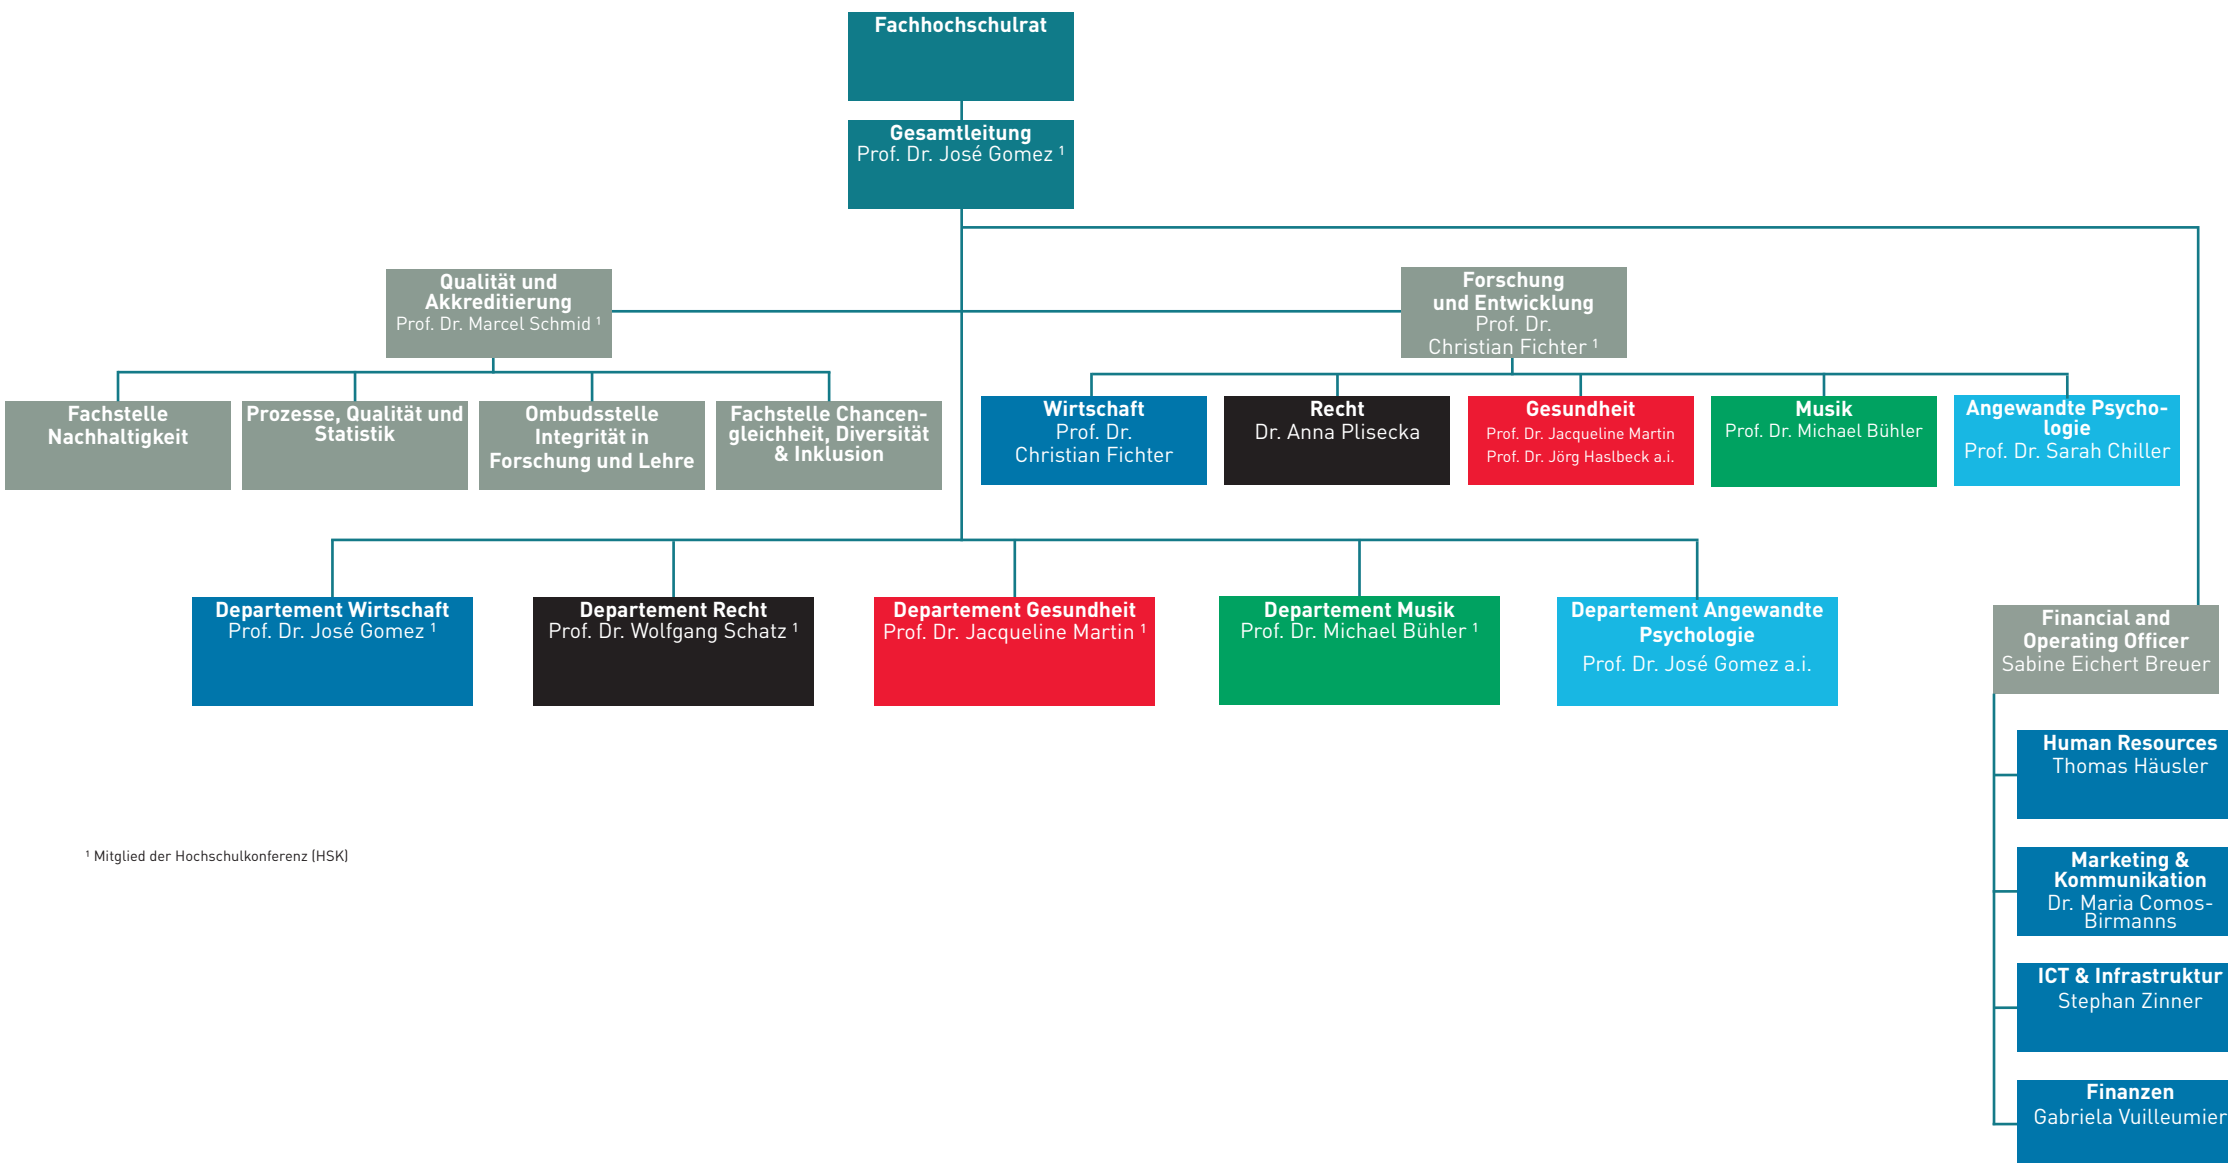 Fachhochschulrat
Gesamtleitung
Prof. Dr. José Gomez ¹
Qualität und
Akkreditierung
Prof. Dr. Marcel Schmid ¹
Forschung
und Entwicklung
Prof. Dr.
Christian Fichter ¹
Fachstelle
Nachhaltigkeit
Prozesse, Qualität und
Statistik
Ombudsstelle
Integrität in
Forschung und Lehre
Fachstelle Chancen-
gleichheit, Diversität
& Inklusion
Wirtschaft
Prof. Dr.
Christian Fichter
Recht
Dr. Anna Plisecka
Gesundheit
Prof. Dr. Jacqueline Martin
Prof. Dr. Jörg Haslbeck a.i.
Musik
Prof. Dr. Michael Bühler
Angewandte Psycho-
logie
Prof. Dr. Sarah Chiller
Departement Wirtschaft
Prof. Dr. José Gomez ¹
Departement Recht
Prof. Dr. Wolfgang Schatz ¹
Departement Gesundheit
Prof. Dr. Jacqueline Martin ¹
Departement Musik
Prof. Dr. Michael Bühler ¹
Departement Angewandte
Psychologie
Prof. Dr. José Gomez a.i.
Financial and
Operating Officer
Sabine Eichert Breuer
Human Resources
Thomas Häusler
Marketing &
Kommunikation
Dr. Maria Comos-
Birmanns
ICT & Infrastruktur
Stephan Zinner
Finanzen
Gabriela Vuilleumier
¹ Mitglied der Hochschulkonferenz (HSK)